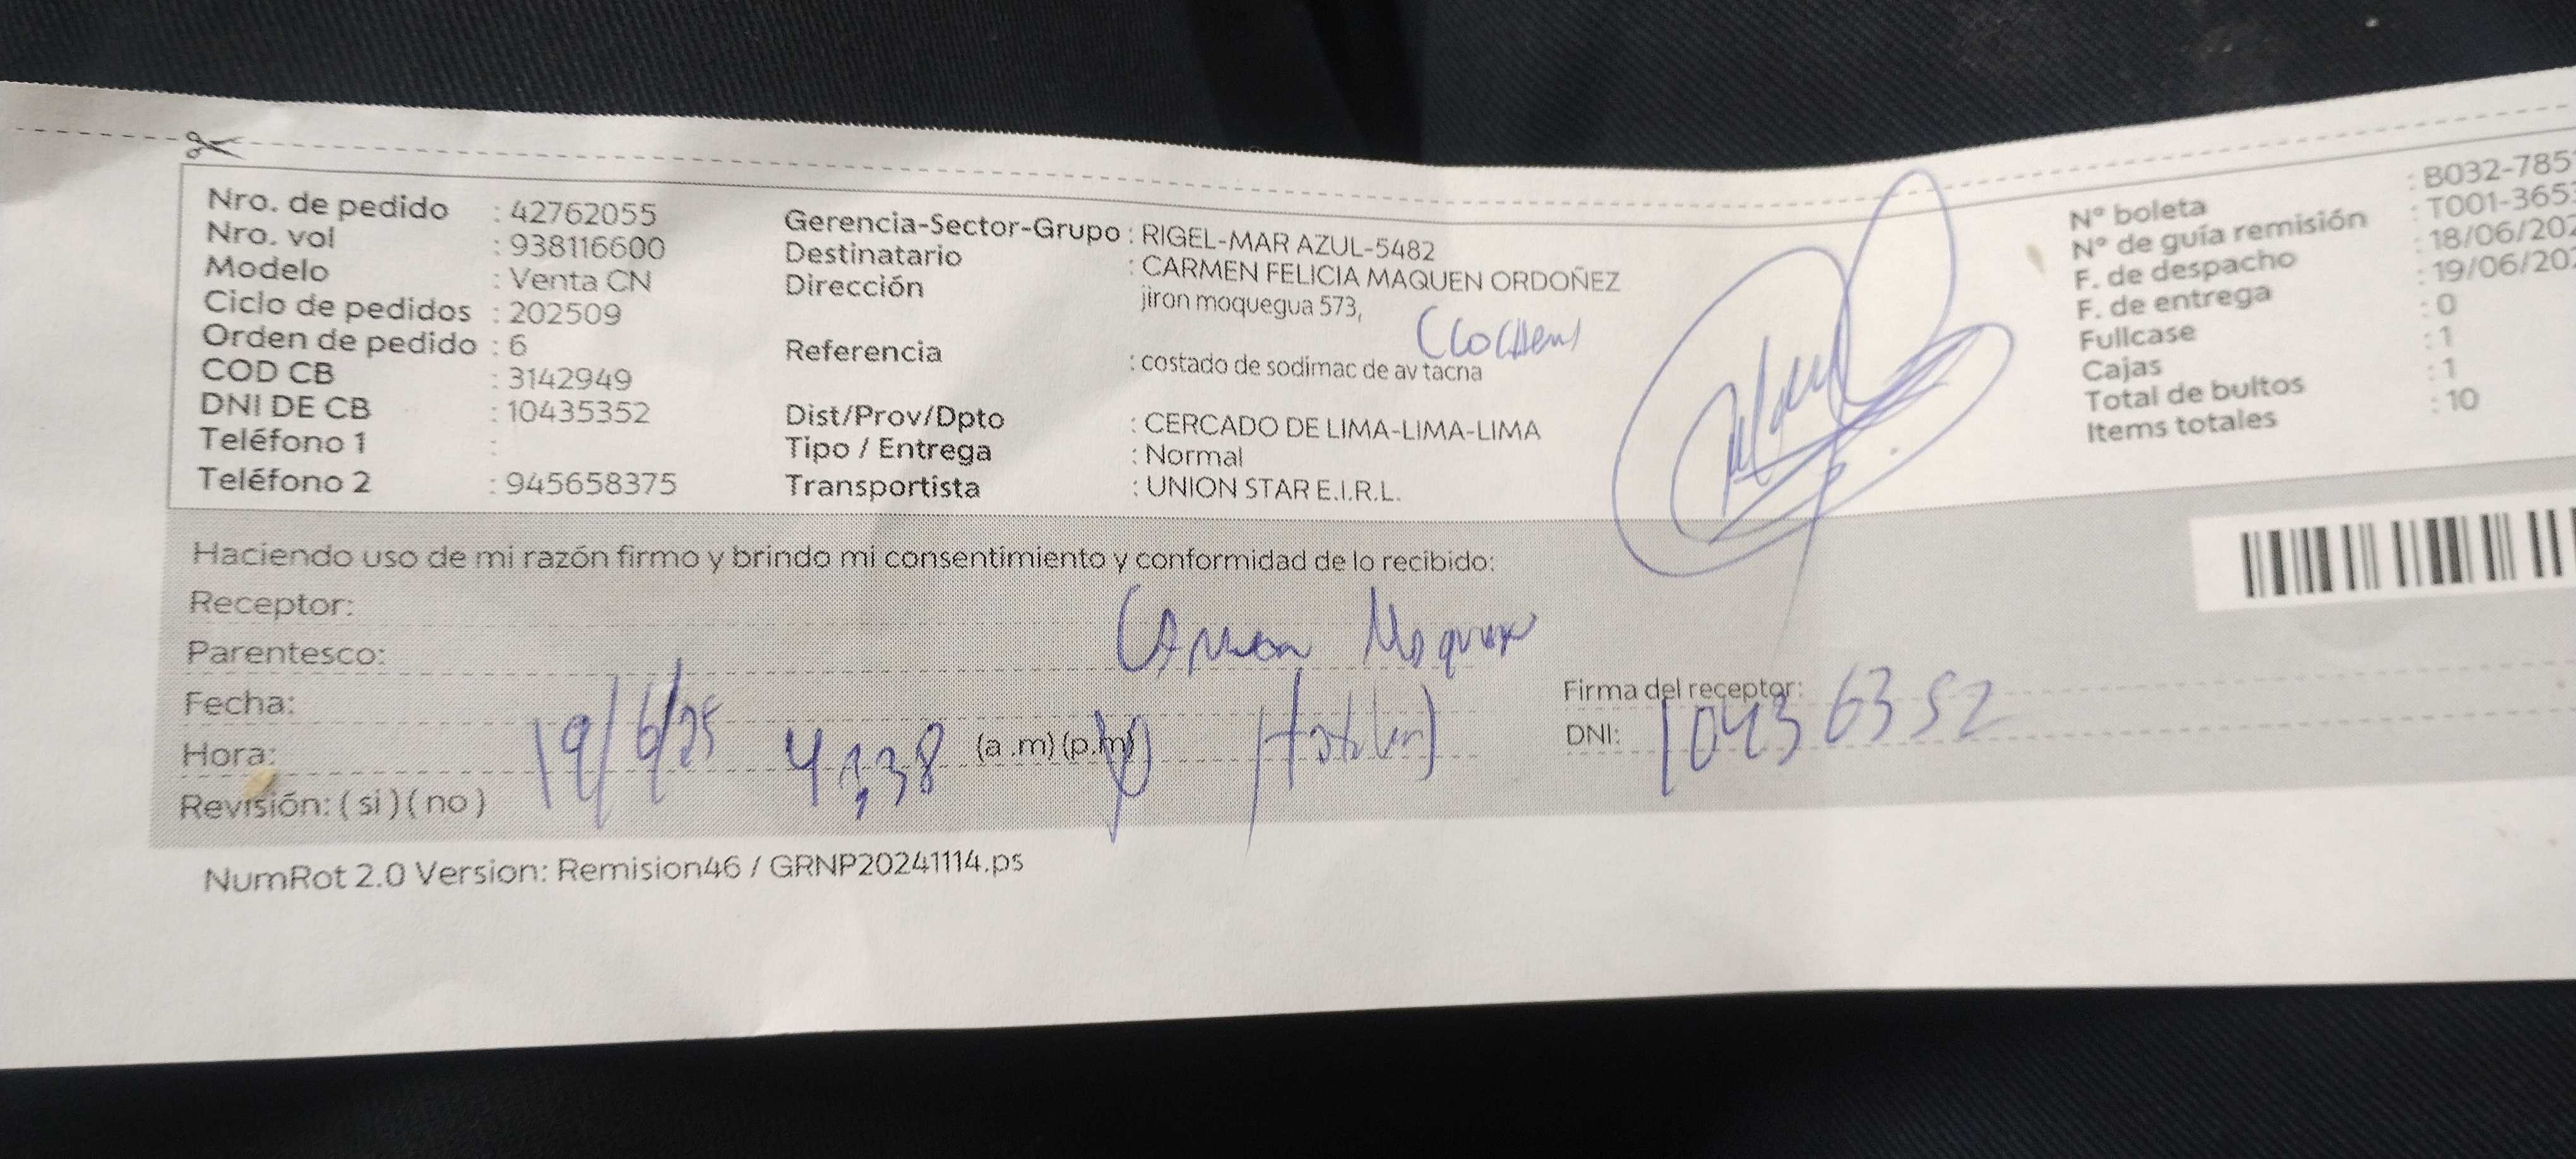 Nro. de pedido : 42762055
Nro. vol : 938116600
Modelo : Venta CN
Ciclo de pedidos : 202509
Orden de pedido : 6
COD CB : 3142949
DNI DE CB : 10435352
Teléfono 1 :
Teléfono 2 : 945658375
Gerencia-Sector-Grupo : RIGEL-MAR AZUL-5482
Destinatario : CARMEN FELICIA MAQUEN ORDOÑEZ
Dirección jiron moquegua 573,
Referencia : costado de sodimac de av tacna
Dist/Prov/Dpto : CERCADO DE LIMA-LIMA-LIMA
Tipo / Entrega : Normal
Transportista : UNION STAR E.I.R.L.
N° boleta : B032-785
N° de guía remisión : T001-365
F. de despacho : 18/06/202
F. de entrega : 19/06/202
Fullcase : 0
Cajas : 1
Total de bultos : 1
Items totales : 10
Haciendo uso de mi razón firmo y brindo mi consentimiento y conformidad de lo recibido:
Receptor:
Parentesco: Carmen Maquen
Fecha: 19/6/25
Hora: 4:38 (a.m) (p.m)
Revisión: ( si ) ( no )
Firma del receptor:
DNI: 10436352
NumRot 2.0 Version: Remision46 / GRNP20241114.ps